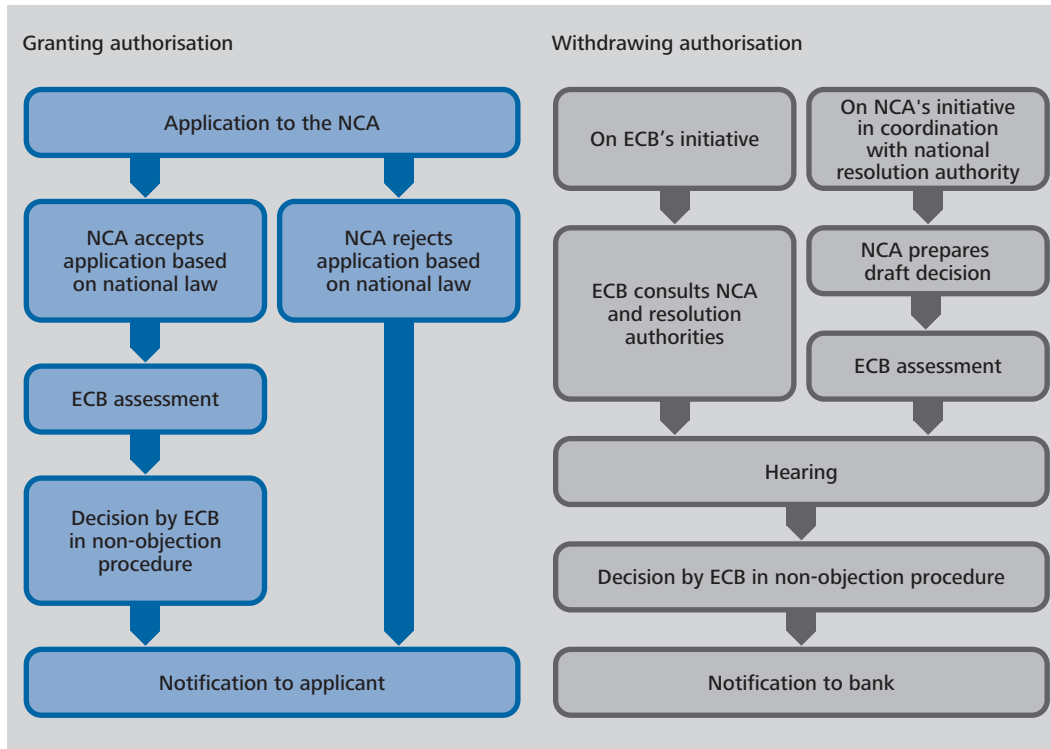 Granting authorisation
Application to the NCA
NCA accepts
application based
on national law
NCA rejects
application based
on national law
ECB assessment
Decision by ECB
in non-objection
procedure
Notification to applicant
Withdrawing authorisation
On ECB’s initiative
On NCA's initiative
in coordination
with national
resolution authority
ECB consults NCA
and resolution
authorities
NCA prepares
draft decision
ECB assessment
Hearing
Decision by ECB in non-objection procedure
Notification to bank